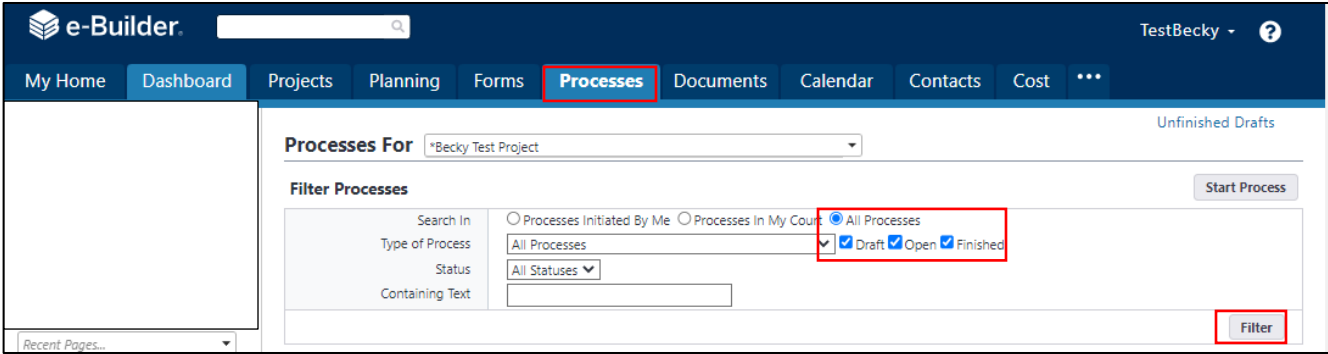 e-Builder.
TestBecky
?
My Home Dashboard Projects Planning Forms Processes Documents Calendar Contacts Cost •••
Unfinished Drafts
Processes For *Becky Test Project
Filter Processes Start Process
Search In Processes Initiated By Me Processes In My Court All Processes
Type of Process All Processes Draft Open Finished
Status All Statuses
Containing Text
Filter
Recent Pages...